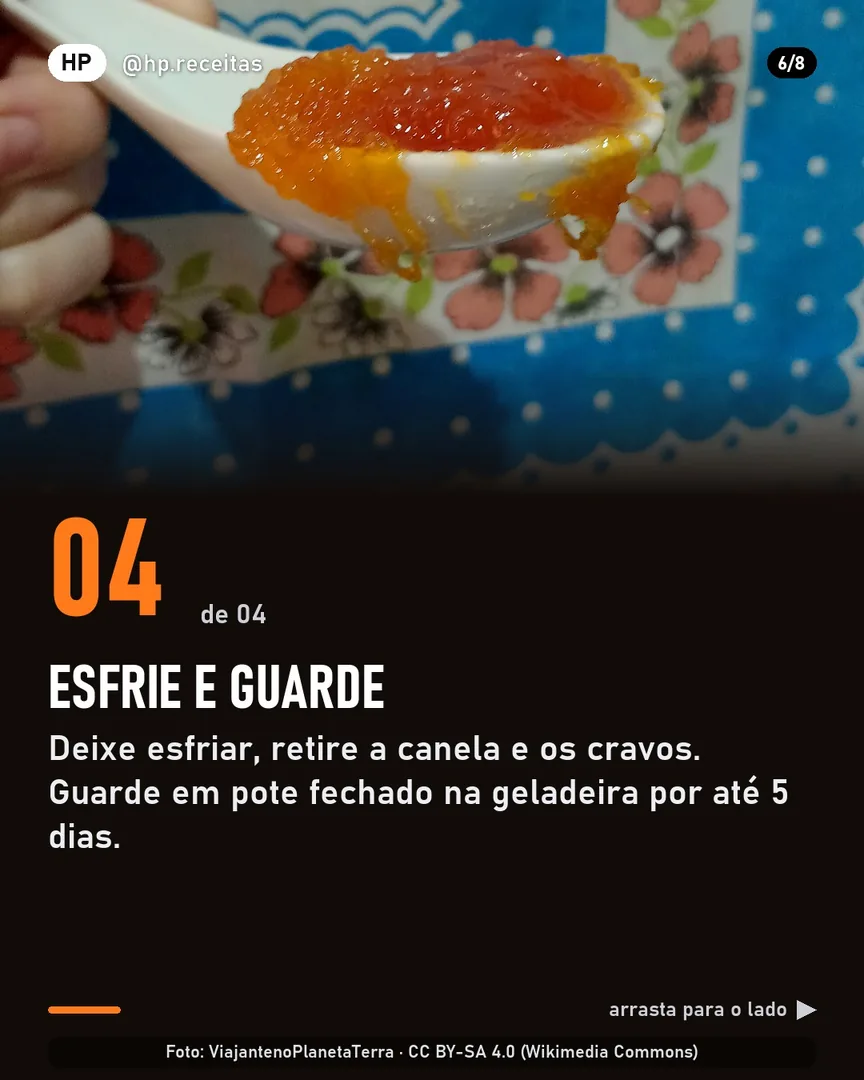 HP @hp.receitas 6/8
04 de 04
ESFRIE E GUARDE
Deixe esfriar, retire a canela e os cravos.
Guarde em pote fechado na geladeira por até 5
dias.
arrasta para o lado ▶
Foto: ViajantenoPlanetaTerra · CC BY-SA 4.0 (Wikimedia Commons)